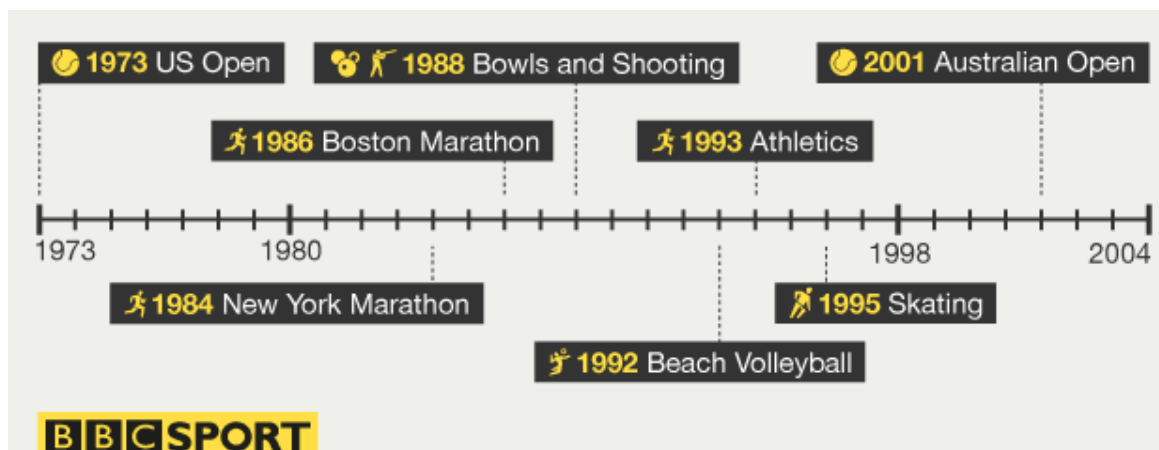 1973 US Open
1988 Bowls and Shooting
2001 Australian Open
1986 Boston Marathon
1993 Athletics
1973
1980
1998
2004
1984 New York Marathon
1995 Skating
1992 Beach Volleyball
BBC SPORT